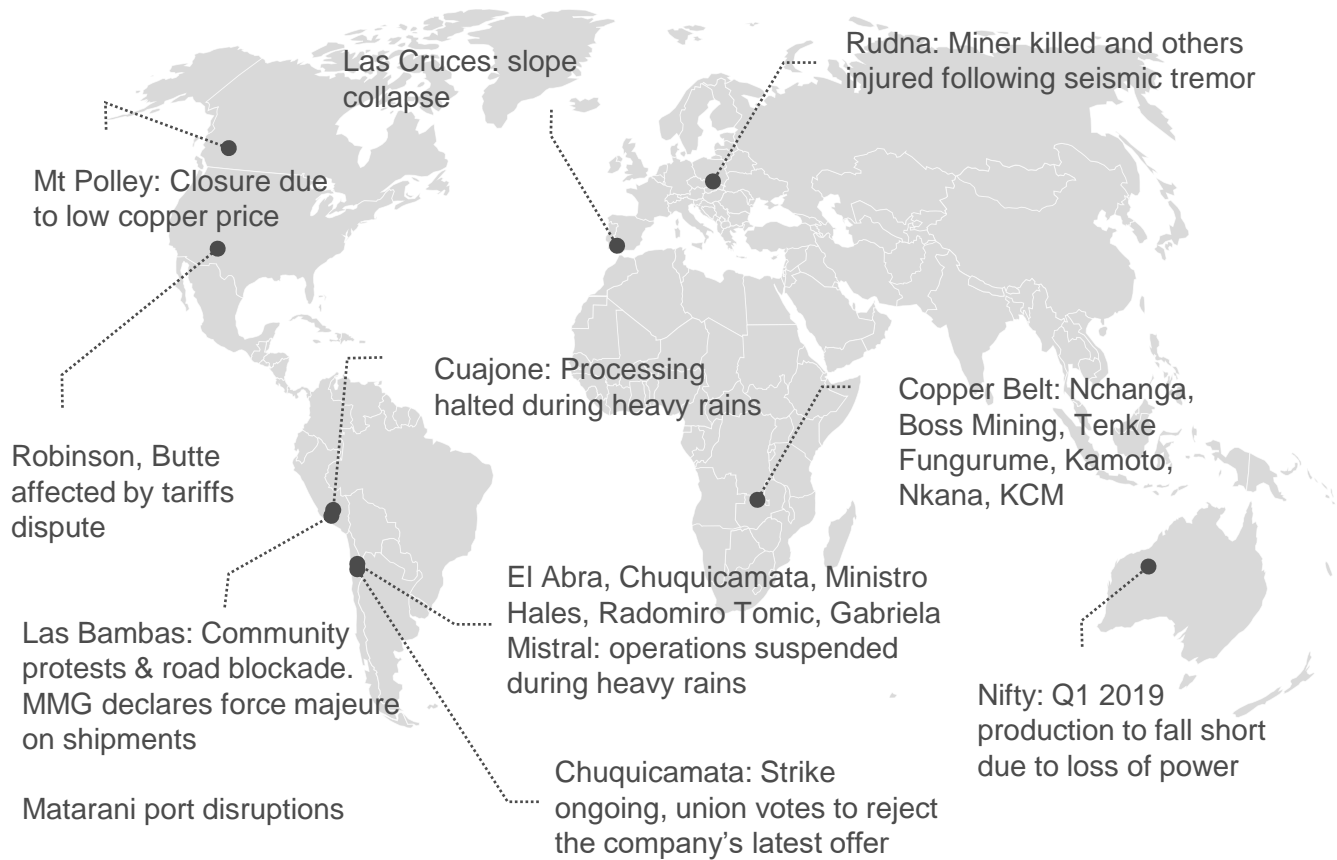 Las Cruces: slope
collapse
Rudna: Miner killed and others
injured following seismic tremor
Mt Polley: Closure due
to low copper price
Cuajone: Processing
halted during heavy rains
Copper Belt: Nchanga,
Boss Mining, Tenke
Fungurume, Kamoto,
Nkana, KCM
Robinson, Butte
affected by tariffs
dispute
El Abra, Chuquicamata, Ministro
Hales, Radomiro Tomic, Gabriela
Mistral: operations suspended
during heavy rains
Las Bambas: Community
protests & road blockade.
MMG declares force majeure
on shipments
Nifty: Q1 2019
production to fall short
due to loss of power
Matarani port disruptions
Chuquicamata: Strike
ongoing, union votes to reject
the company’s latest offer